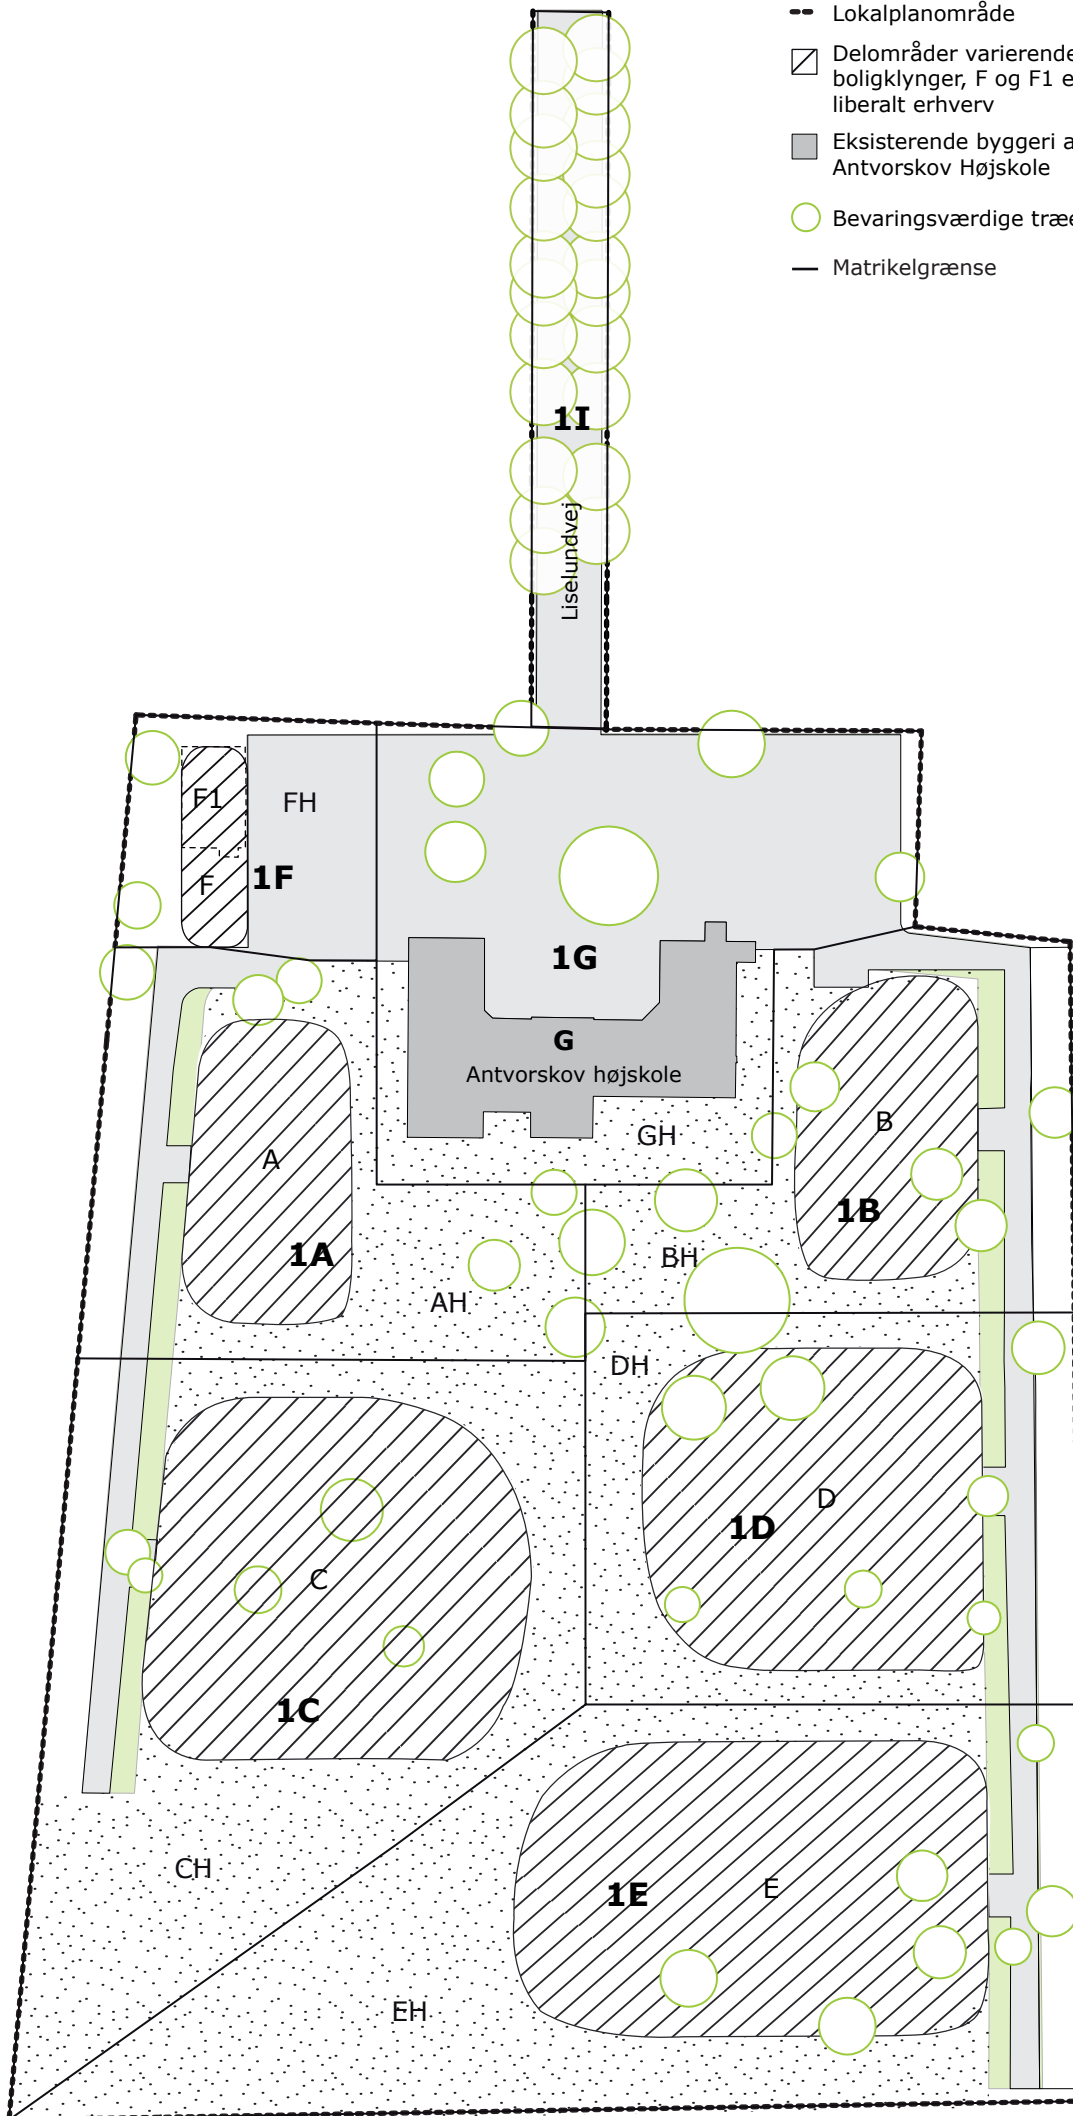 Lokalplanområde
Delområder varierende
boligklynger, F og F1 e
liberalt erhverv
Eksisterende byggeri a
Antvorskov Højskole
Bevaringsværdige træe
Matrikelgrænse
1I
Liselundvej
F1
FH
1F
F
1G
G
Antvorskov højskole
GH
A
B
1B
1A
BH
AH
DH
D
1D
C
1C
CH
1E
E
EH